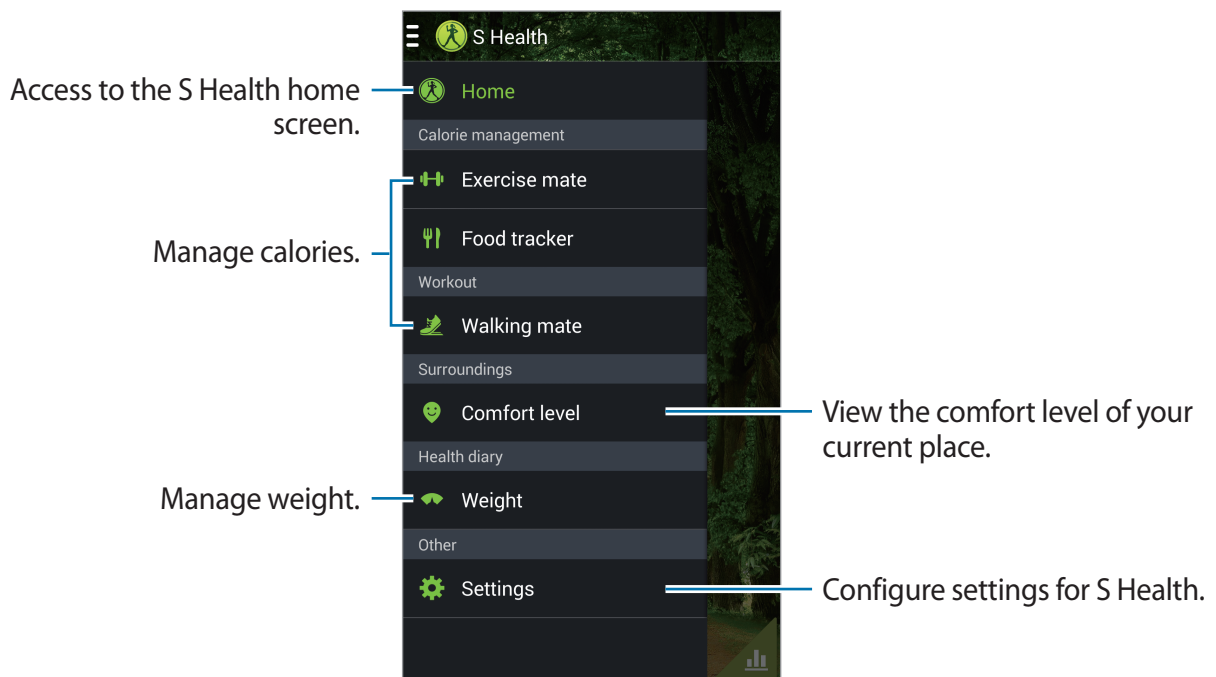 S Health
Access to the S Health home
screen.
Home
Calorie management
Exercise mate
Manage calories.
Food tracker
Workout
Walking mate
Surroundings
Comfort level
View the comfort level of your
current place.
Health diary
Manage weight.
Weight
Other
Settings
Configure settings for S Health.